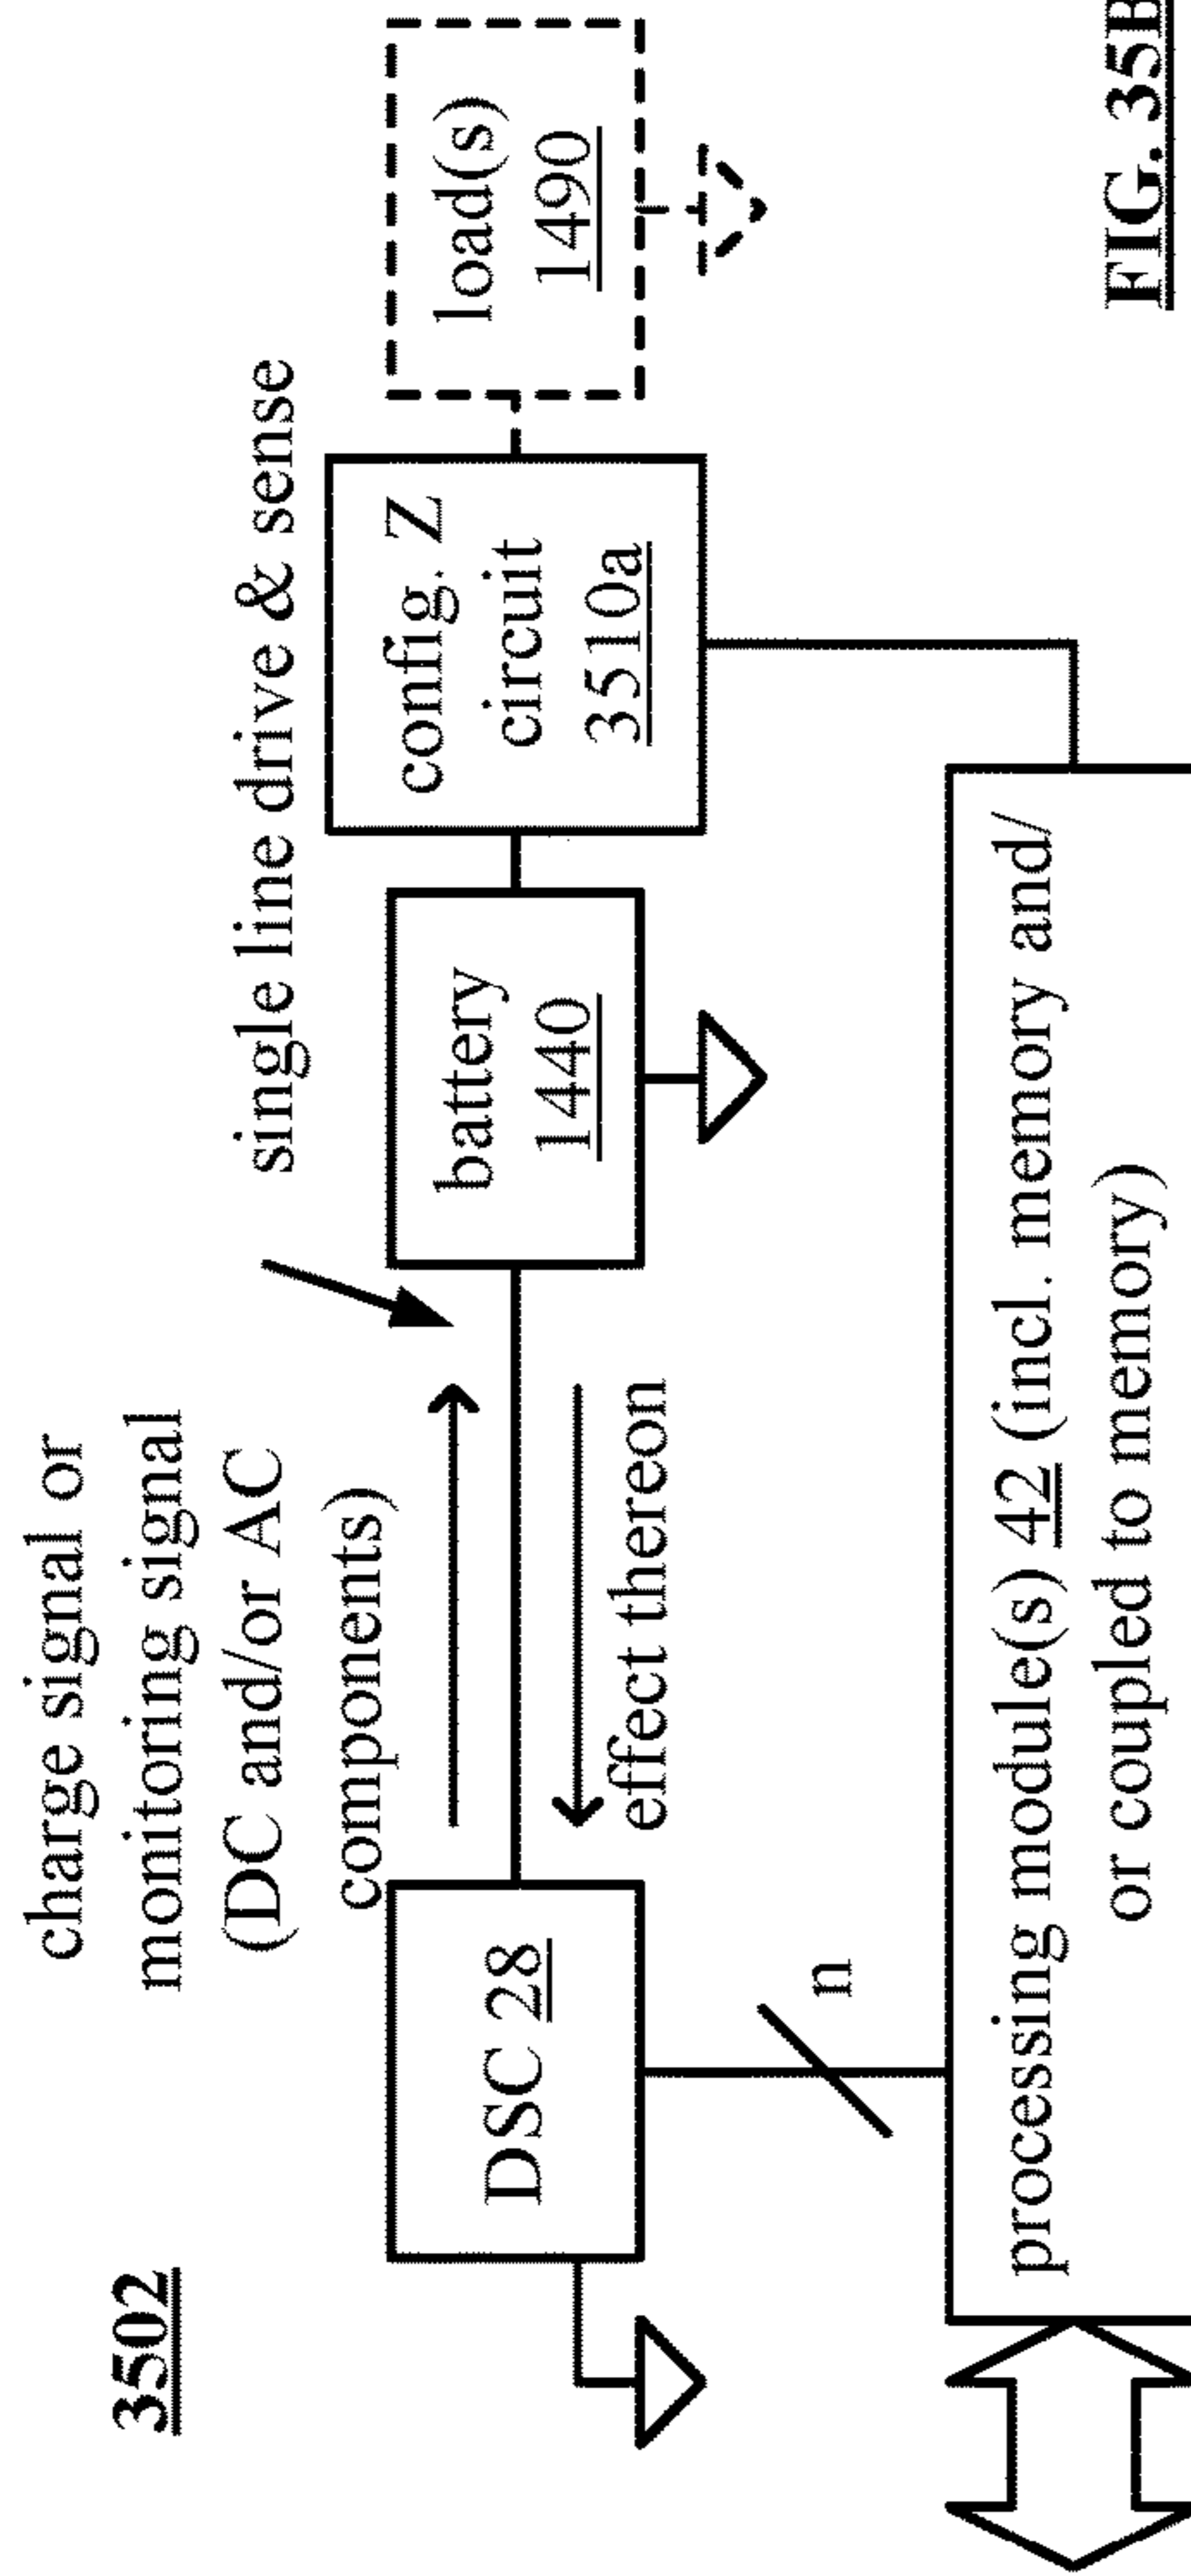 3502
charge signal or
monitoring signal
(DC and/or AC
components)
single line drive & sense
DSC 28
effect thereon
battery
1440
config. Z
circuit
3510a
load(s)
1490
n
processing module(s) 42 (incl. memory and/
or coupled to memory)
FIG. 35B